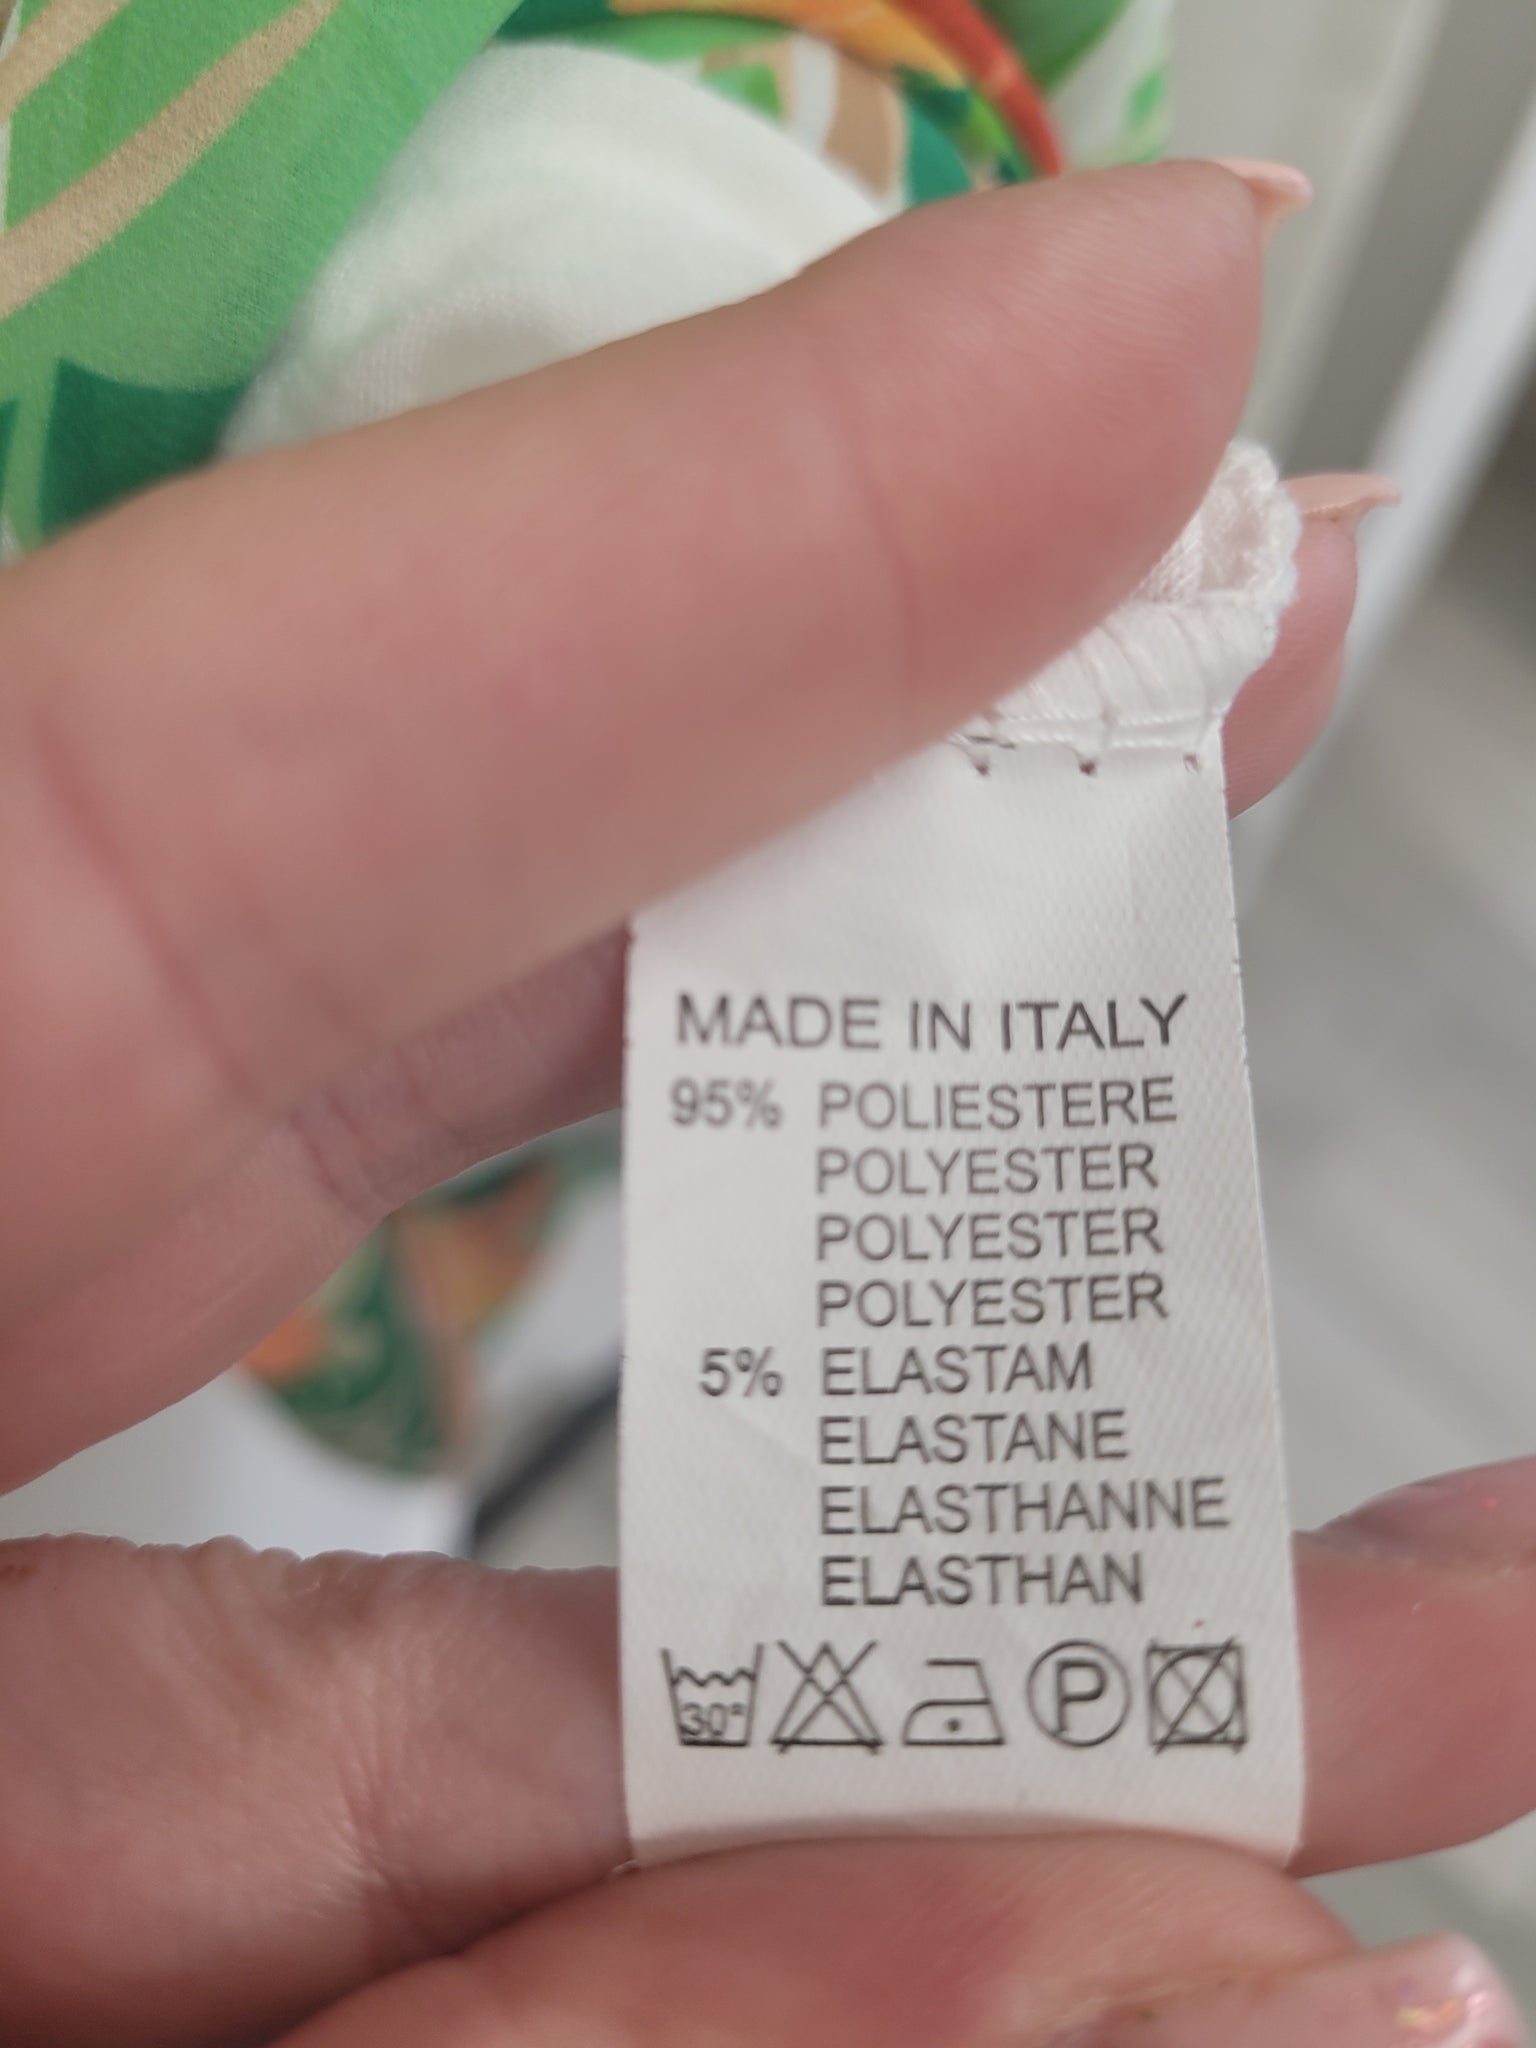 MADE IN ITALY
95% POLIESTERE
POLYESTER
POLYESTER
POLYESTER
5% ELASTAM
ELASTANE
ELASTHANNE
ELASTHAN
30° P